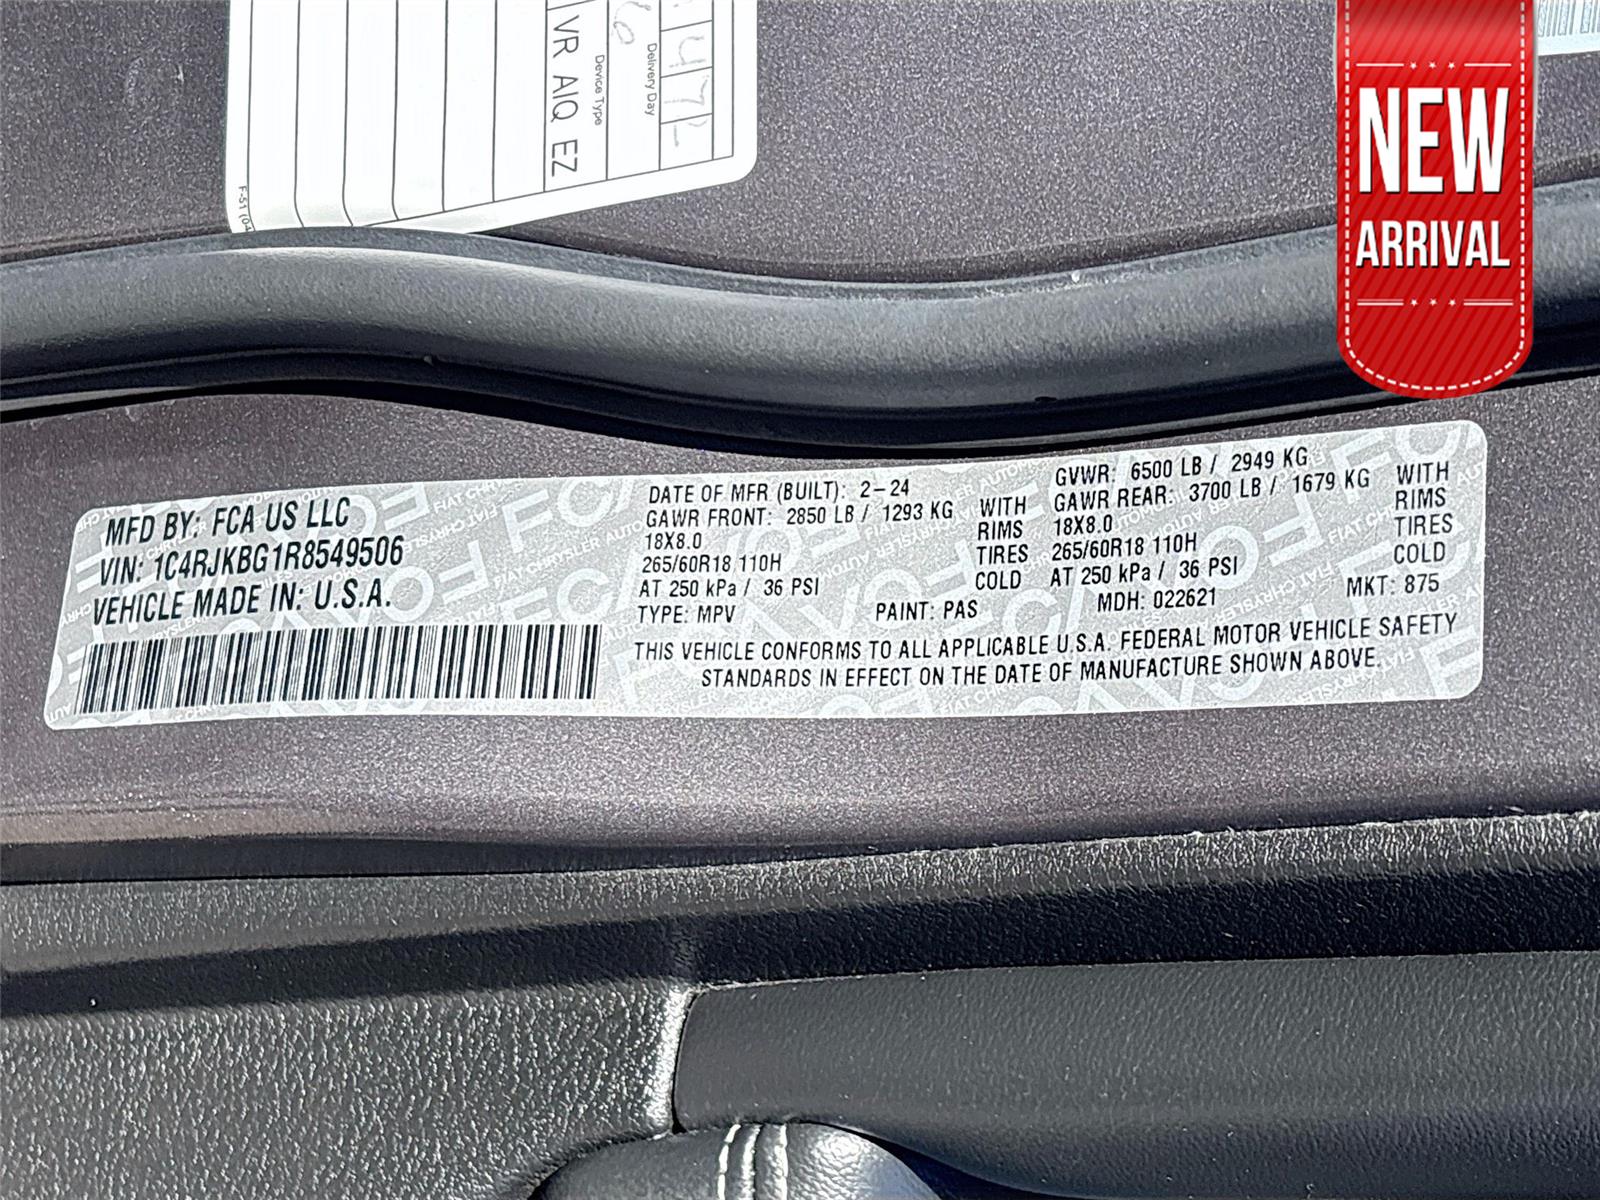 4472
Delivery Day
Device Type
VR AIQ EZ
F-51 (04
NEW
ARRIVAL
MFD BY: FCA US LLC
VIN: 1C4RJKBG1R8549506
VEHICLE MADE IN: U.S.A.
DATE OF MFR (BUILT): 2-24
GAWR FRONT: 2850 LB / 1293 KG WITH
18X8.0 RIMS
265/60R18 110H TIRES
AT 250 kPa / 36 PSI COLD
TYPE: MPV PAINT: PAS
GVWR: 6500 LB / 2949 KG
GAWR REAR: 3700 LB / 1679 KG WITH
18X8.0 RIMS
265/60R18 110H TIRES
AT 250 kPa / 36 PSI COLD
MDH: 022621 MKT: 875
THIS VEHICLE CONFORMS TO ALL APPLICABLE U.S.A. FEDERAL MOTOR VEHICLE SAFETY
STANDARDS IN EFFECT ON THE DATE OF MANUFACTURE SHOWN ABOVE.